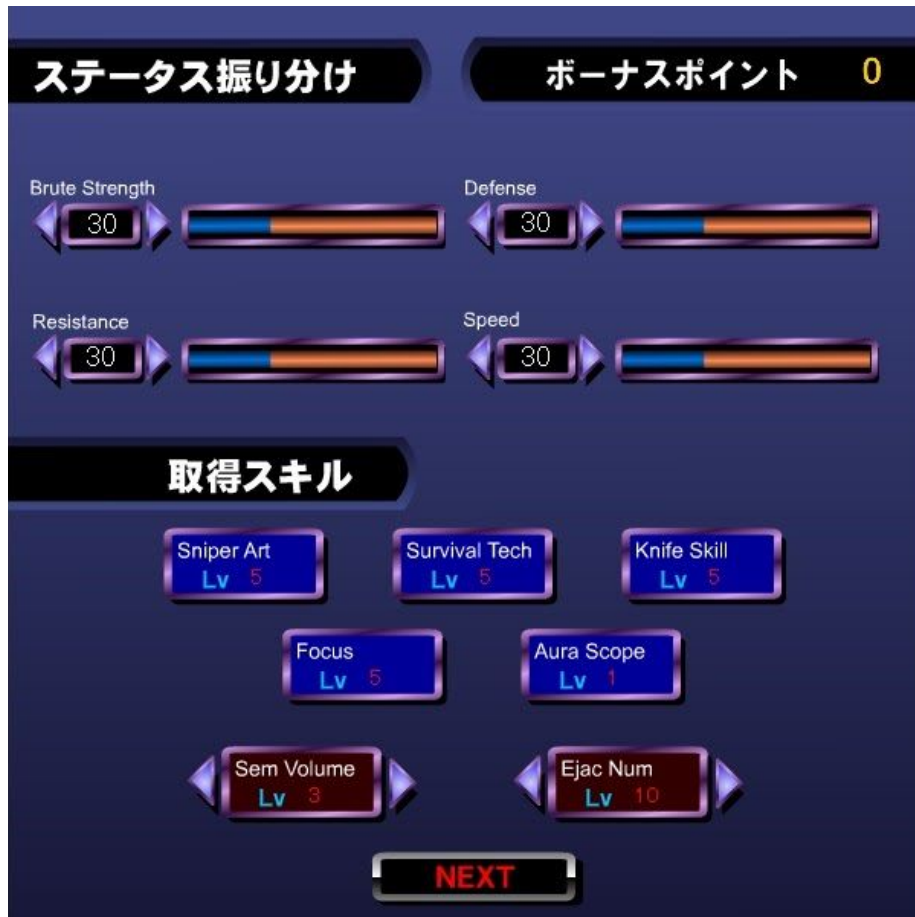 ステータス振り分け
ボーナスポイント 0
Brute Strength
30
Defense
30
Resistance
30
Speed
30
取得スキル
Sniper Art
Lv 5
Survival Tech
Lv 5
Knife Skill
Lv 5
Focus
Lv 5
Aura Scope
Lv 1
Sem Volume
Lv 3
Ejac Num
Lv 10
NEXT